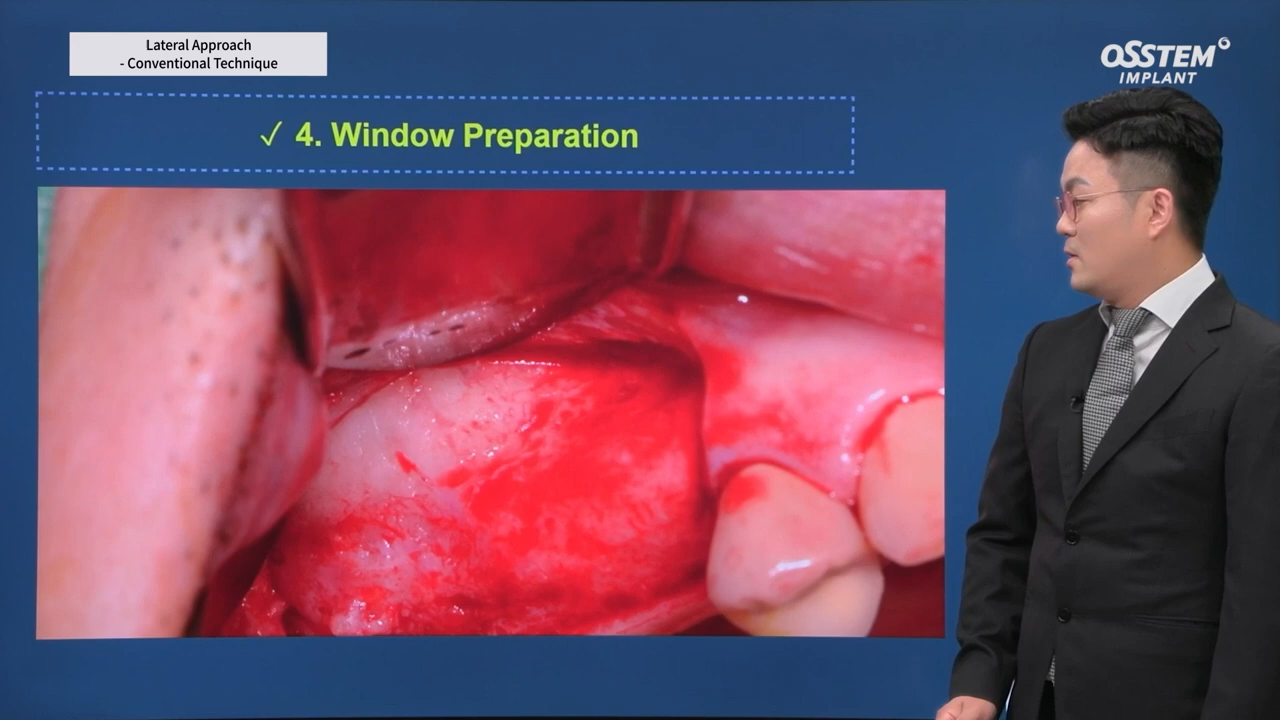 Lateral Approach
- Conventional Technique
OSSTEM
IMPLANT
✓ 4. Window Preparation